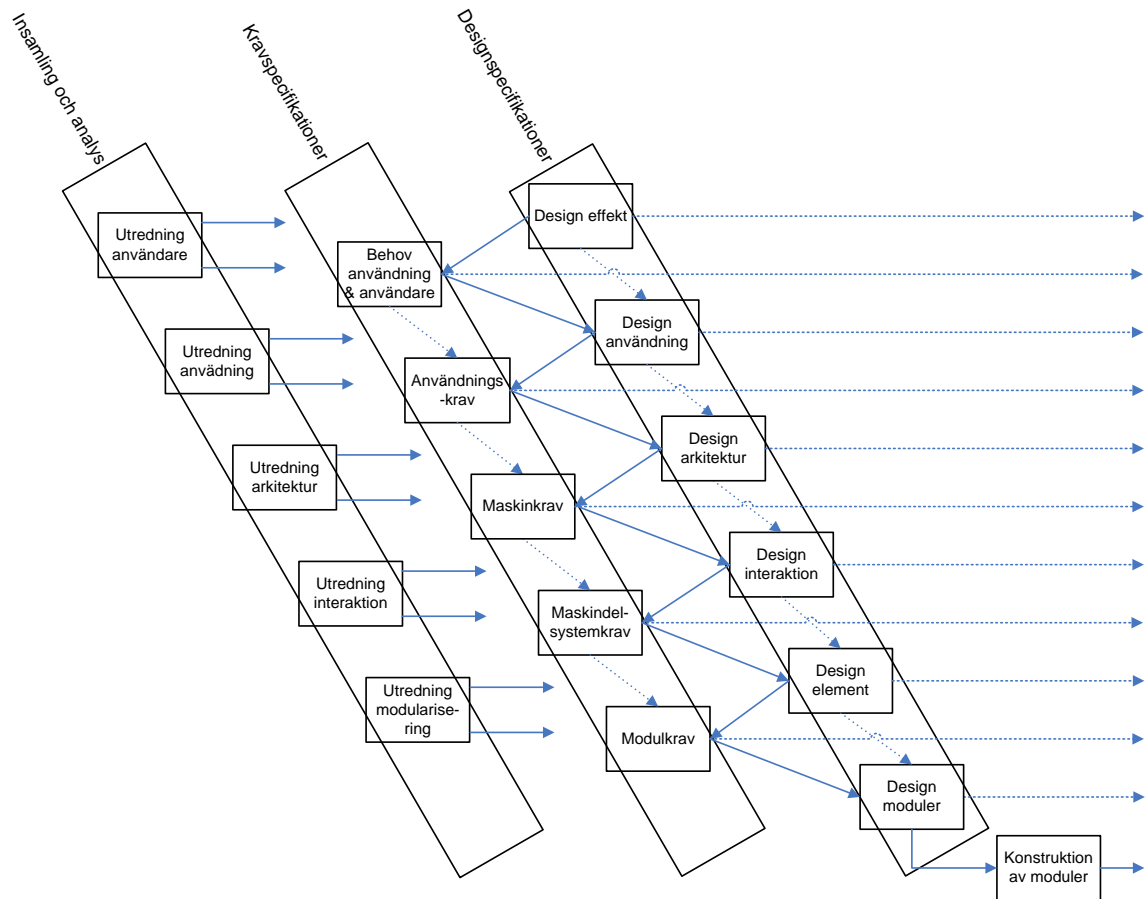 Insamling och analys
Kravspecifikationer
Designspecifikationer
Utredning
användare
Utredning
anvädning
Utredning
arkitektur
Utredning
interaktion
Utredning
modularise-
ring
Behov
användning
& användare
Användnings
-krav
Maskinkrav
Maskindel-
systemkrav
Modulkrav
Design effekt
Design
användning
Design
arkitektur
Design
interaktion
Design
element
Design
moduler
Konstruktion
av moduler